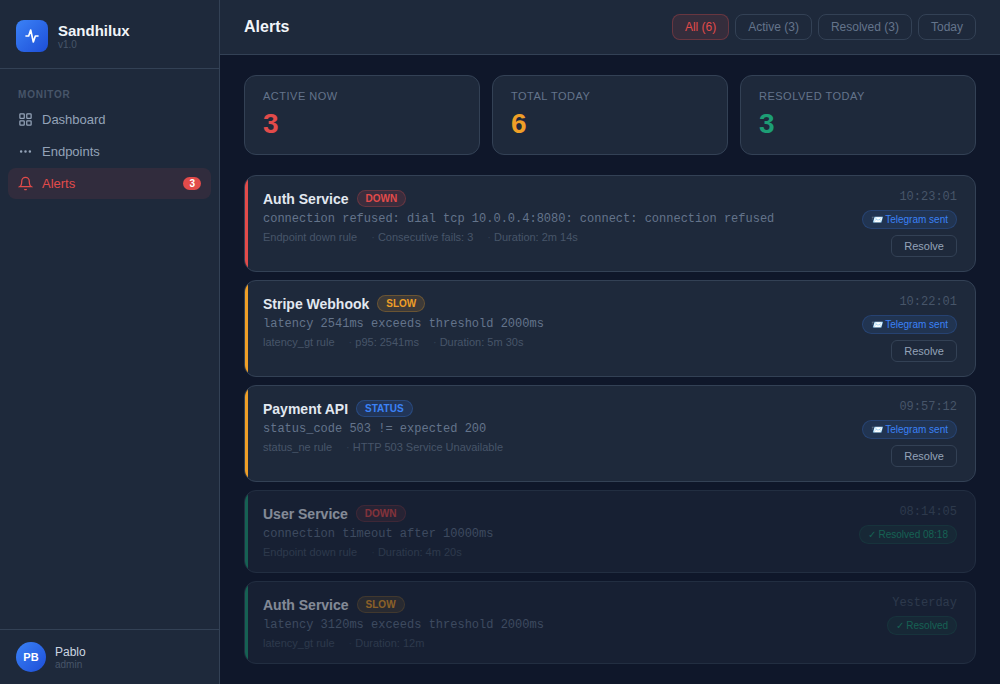 Sandhilux
v1.0
MONITOR
Dashboard
Endpoints
Alerts 3
PB
Pablo
admin
Alerts
All (6) Active (3) Resolved (3) Today
ACTIVE NOW
3
TOTAL TODAY
6
RESOLVED TODAY
3
Auth Service DOWN 10:23:01
connection refused: dial tcp 10.0.0.4:8080: connect: connection refused Telegram sent
Endpoint down rule · Consecutive fails: 3 · Duration: 2m 14s
Resolve
Stripe Webhook SLOW 10:22:01
latency 2541ms exceeds threshold 2000ms Telegram sent
latency_gt rule · p95: 2541ms · Duration: 5m 30s
Resolve
Payment API STATUS 09:57:12
status_code 503 != expected 200 Telegram sent
status_ne rule · HTTP 503 Service Unavailable
Resolve
User Service DOWN 08:14:05
connection timeout after 10000ms ✓ Resolved 08:18
Endpoint down rule · Duration: 4m 20s
Auth Service SLOW Yesterday
latency 3120ms exceeds threshold 2000ms ✓ Resolved
latency_gt rule · Duration: 12m